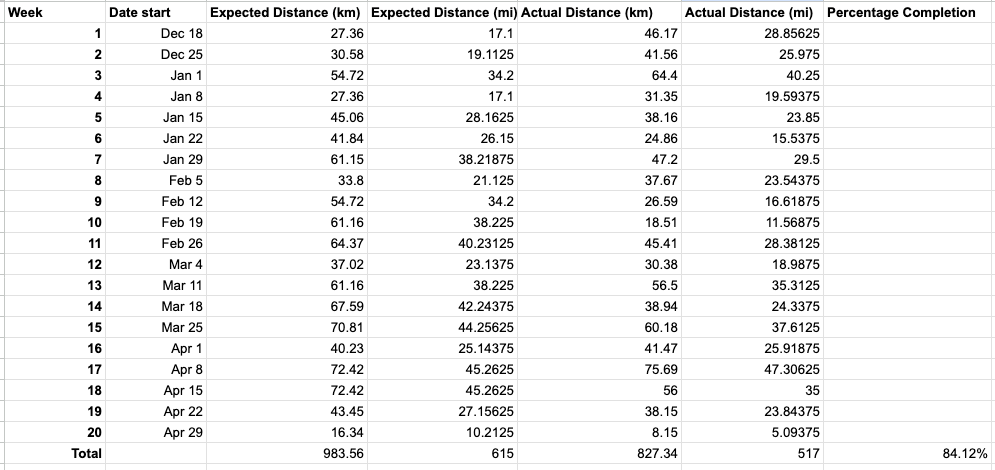 Week Date start Expected Distance (km) Expected Distance (mi) Actual Distance (km) Actual Distance (mi) Percentage Completion
1 Dec 18 27.36 17.1 46.17 28.85625
2 Dec 25 30.58 19.1125 41.56 25.975
3 Jan 1 54.72 34.2 64.4 40.25
4 Jan 8 27.36 17.1 31.35 19.59375
5 Jan 15 45.06 28.1625 38.16 23.85
6 Jan 22 41.84 26.15 24.86 15.5375
7 Jan 29 61.15 38.21875 47.2 29.5
8 Feb 5 33.8 21.125 37.67 23.54375
9 Feb 12 54.72 34.2 26.59 16.61875
10 Feb 19 61.16 38.225 18.51 11.56875
11 Feb 26 64.37 40.23125 45.41 28.38125
12 Mar 4 37.02 23.1375 30.38 18.9875
13 Mar 11 61.16 38.225 56.5 35.3125
14 Mar 18 67.59 42.24375 38.94 24.3375
15 Mar 25 70.81 44.25625 60.18 37.6125
16 Apr 1 40.23 25.14375 41.47 25.91875
17 Apr 8 72.42 45.2625 75.69 47.30625
18 Apr 15 72.42 45.2625 56 35
19 Apr 22 43.45 27.15625 38.15 23.84375
20 Apr 29 16.34 10.2125 8.15 5.09375
Total 983.56 615 827.34 517 84.12%